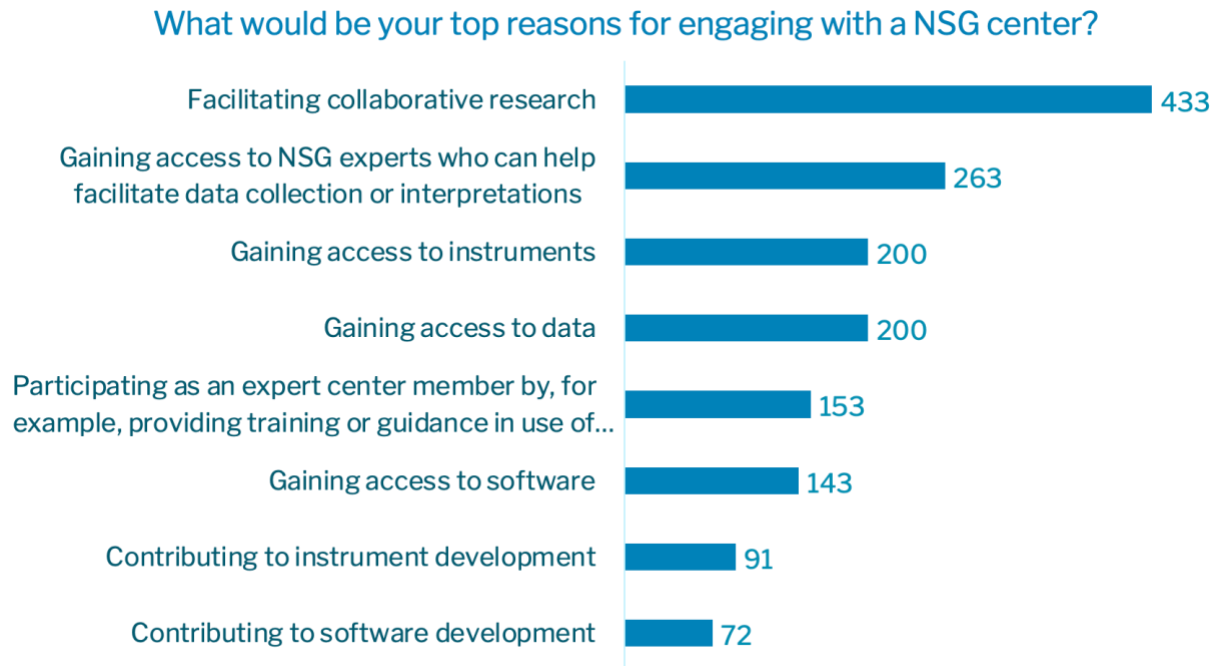 What would be your top reasons for engaging with a NSG center?
Facilitating collaborative research
433
Gaining access to NSG experts who can help
facilitate data collection or interpretations
263
Gaining access to instruments
200
Gaining access to data
200
Participating as an expert center member by, for
example, providing training or guidance in use of...
153
Gaining access to software
143
Contributing to instrument development
91
Contributing to software development
72